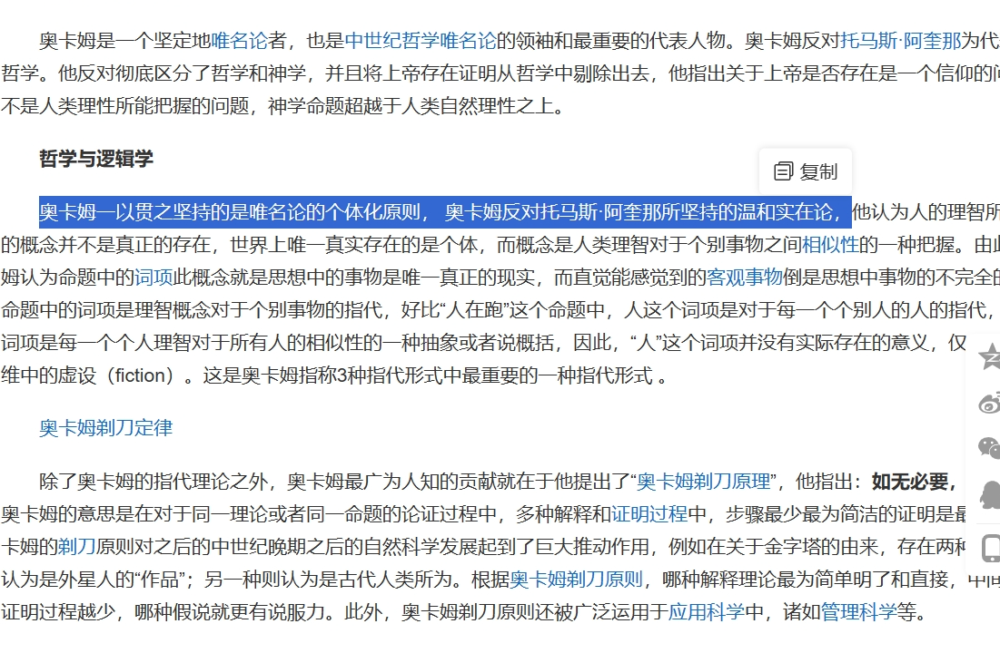 奥卡姆是一个坚定地唯名论者，也是中世纪哲学唯名论的领袖和最重要的代表人物。奥卡姆反对托马斯·阿奎那为代
哲学。他反对彻底区分了哲学和神学，并且将上帝存在证明从哲学中剔除出去，他指出关于上帝是否存在是一个信仰的问
不是人类理性所能把握的问题，神学命题超越于人类自然理性之上。
哲学与逻辑学
复制
奥卡姆一以贯之坚持的是唯名论的个体化原则， 奥卡姆反对托马斯·阿奎那所坚持的温和实在论，他认为人的理智所
的概念并不是真正的存在，世界上唯一真实存在的是个体，而概念是人类理智对于个别事物之间相似性的一种把握。由此
姆认为命题中的词项此概念就是思想中的事物是唯一真正的现实，而直觉能感觉到的客观事物倒是思想中事物的不完全的
命题中的词项是理智概念对于个别事物的指代，好比“人在跑”这个命题中，人这个词项是对于每一个个别人的人的指代，
词项是每一个个人理智对于所有人的相似性的一种抽象或者说概括，因此，“人”这个词项并没有实际存在的意义，仅
维中的虚设（fiction）。这是奥卡姆指称3种指代形式中最重要的一种指代形式 。
奥卡姆剃刀定律
除了奥卡姆的指代理论之外，奥卡姆最广为人知的贡献就在于他提出了“奥卡姆剃刀原理”，他指出：如无必要，
奥卡姆的意思是在对于同一理论或者同一命题的论证过程中，多种解释和证明过程中，步骤最少最为简洁的证明是最
卡姆的剃刀原则对之后的中世纪晚期之后的自然科学发展起到了巨大推动作用，例如在关于金字塔的由来，存在两种
认为是外星人的“作品”；另一种则认为是古代人类所为。根据奥卡姆剃刀原则，哪种解释理论最为简单明了和直接，中间
证明过程越少，哪种假说就更有说服力。此外，奥卡姆剃刀原则还被广泛运用于应用科学中，诸如管理科学等。